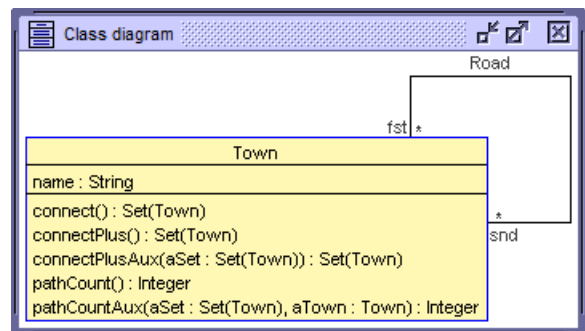 Class diagram
Road
fst *
Town
name : String
connect() : Set(Town)
connectPlus() : Set(Town)
connectPlusAux(aSet : Set(Town)) : Set(Town)
pathCount() : Integer
pathCountAux(aSet : Set(Town), aTown : Town) : Integer
*
snd